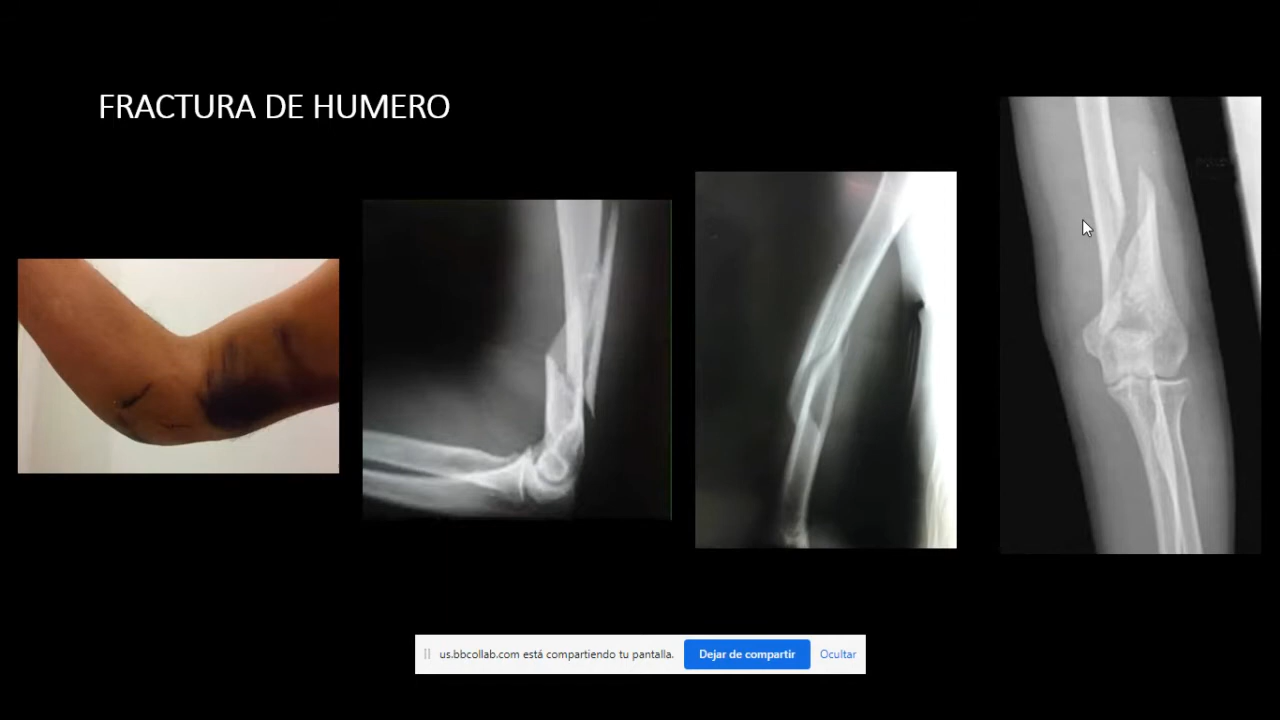 FRACTURA DE HUMERO
us.bbcollab.com está compartiendo tu pantalla.
Dejar de compartir
Ocultar